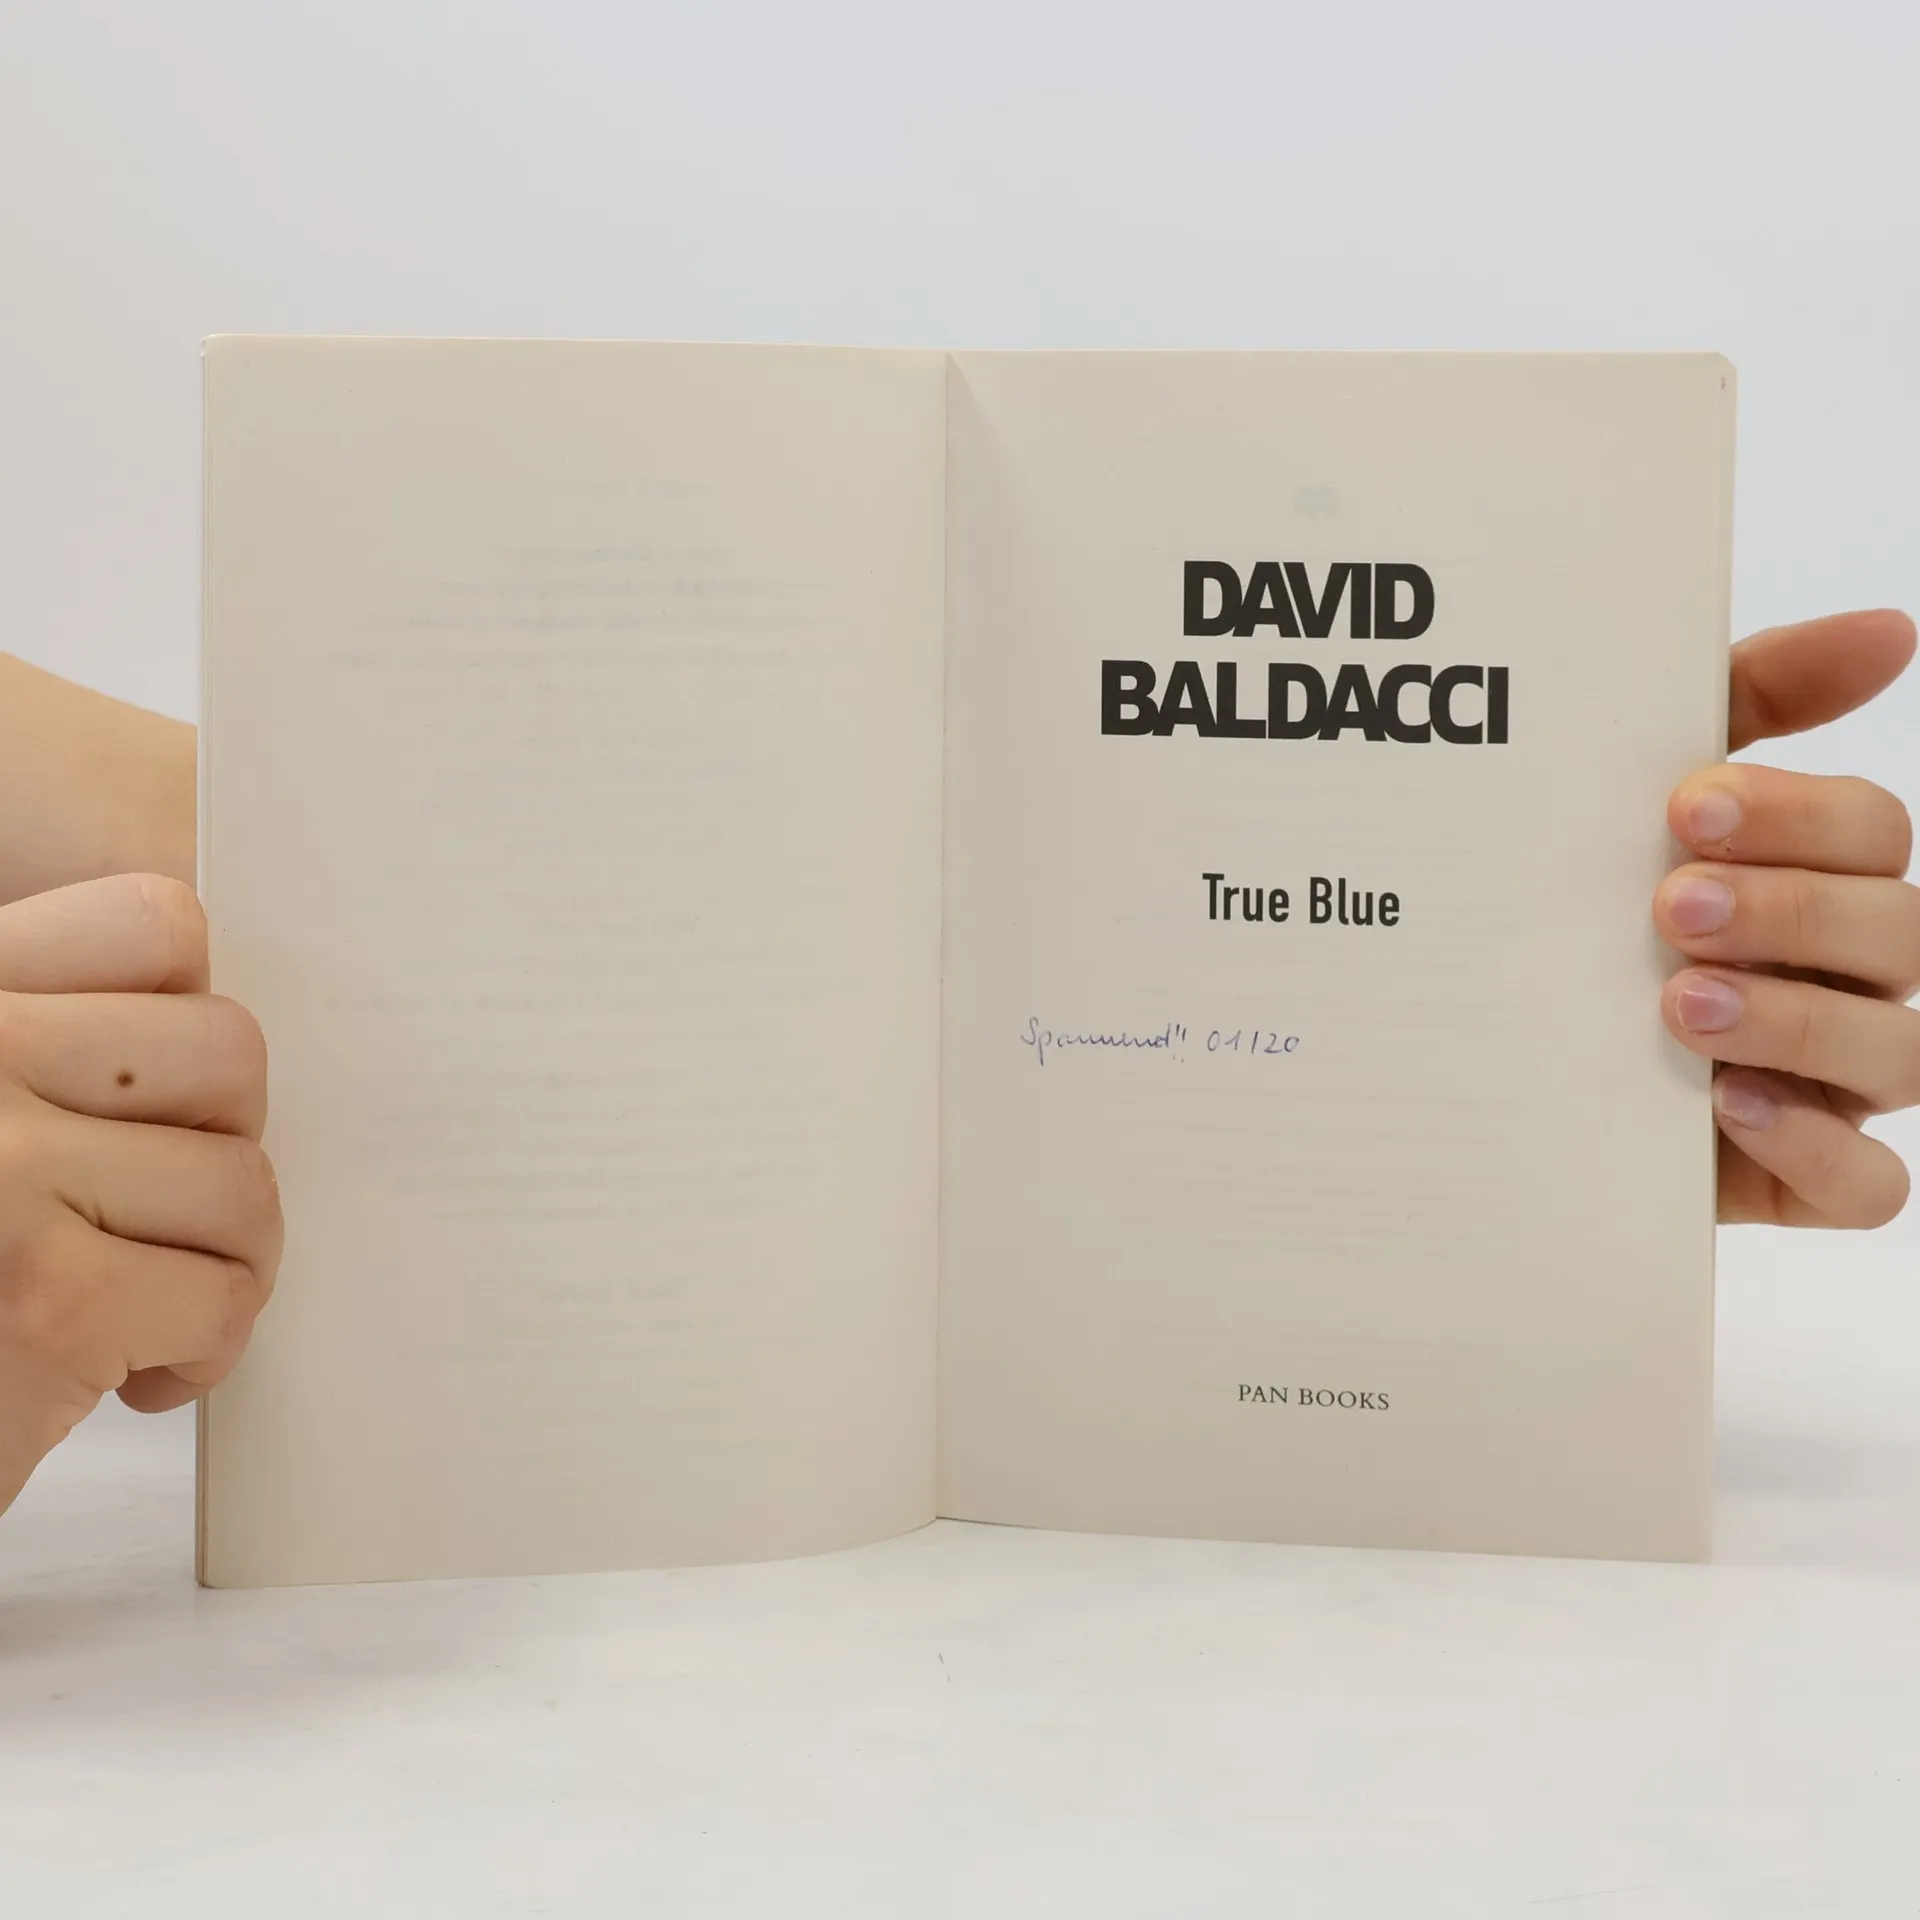 DAVID
BALDACCI
True Blue
Spannend!! 01/20
PAN BOOKS